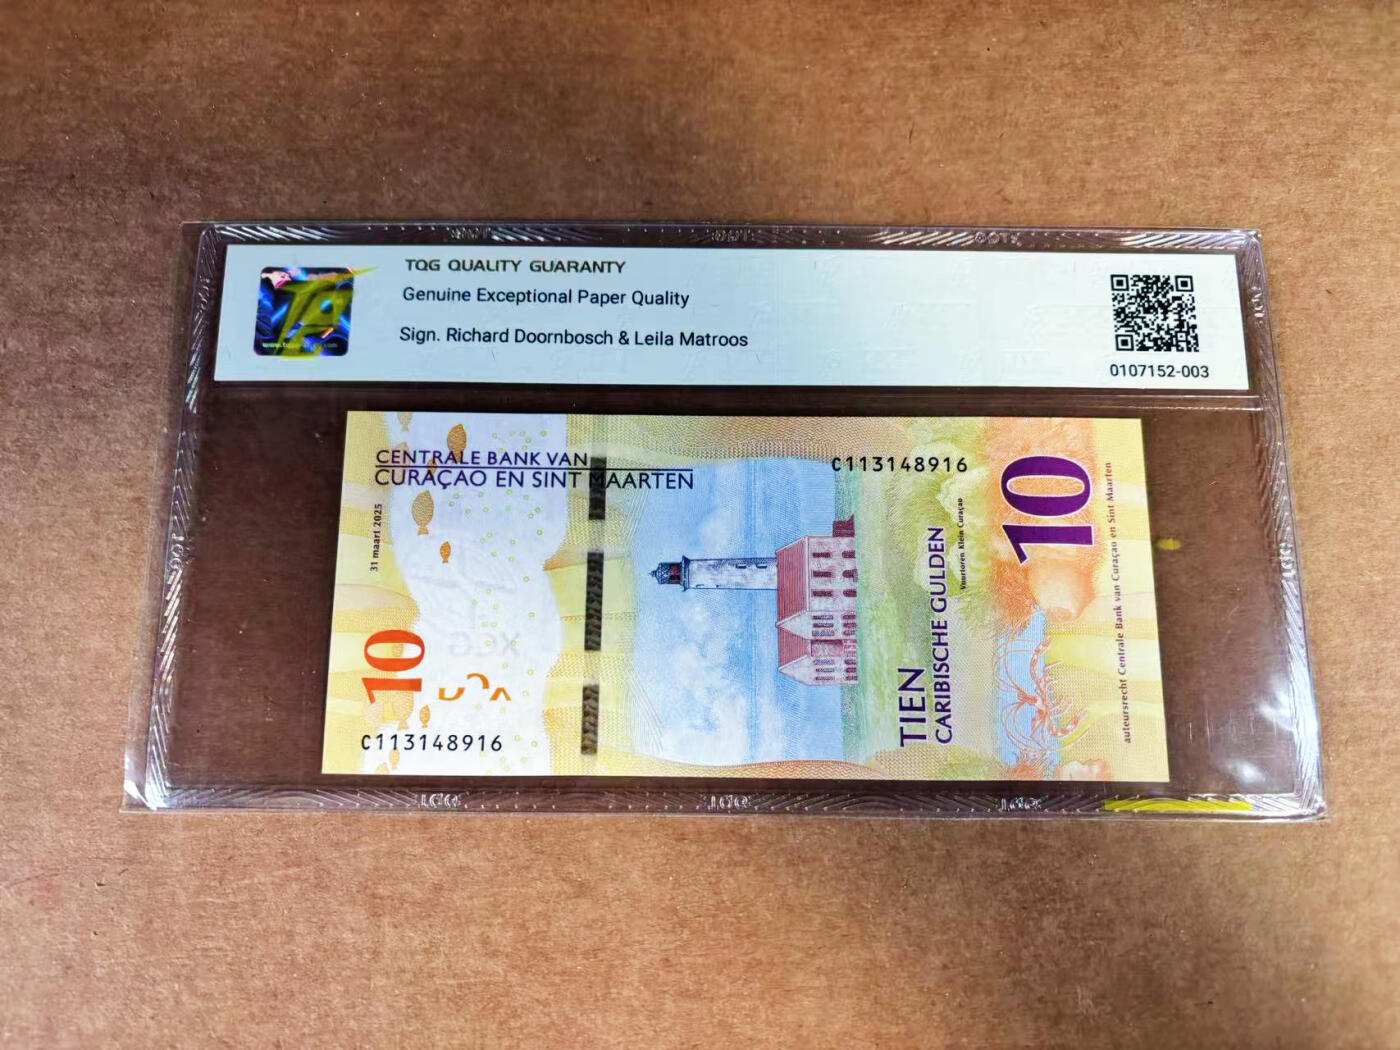 TQG QUALITY GUARANTY
Genuine Exceptional Paper Quality
Sign. Richard Doornbosch & Leila Matroos
0107152-003
CENTRALE BANK VAN
CURAÇAO EN SINT MAARTEN
31 maart 2025
10
XCG
C113148916
C113148916
TIEN
CARIBISCHE GULDEN
Vuurtoren Klein Curaçao
10
auteursrecht Centrale Bank van Curaçao en Sint Maarten